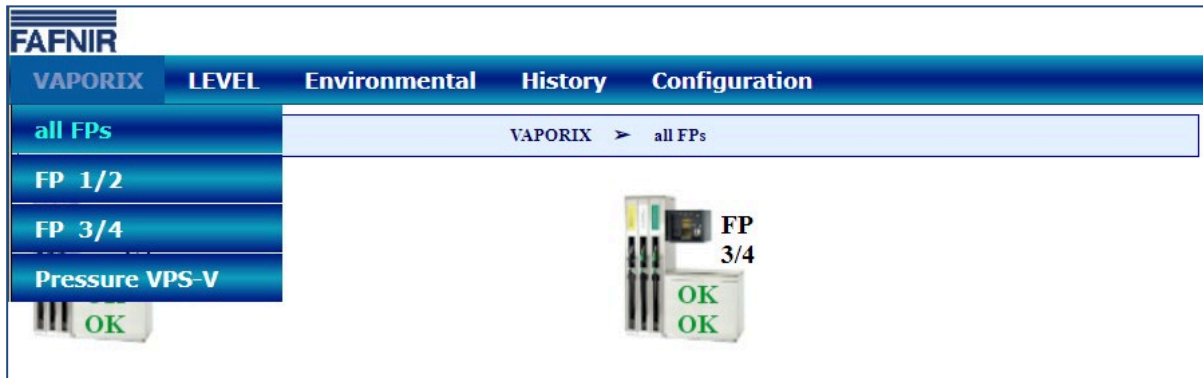 FAFNIR
VAPORIX LEVEL Environmental History Configuration
all FPs
VAPORIX ➢ all FPs
FP 1/2
FP 3/4
Pressure VPS-V
OK
FP
3/4
OK
OK